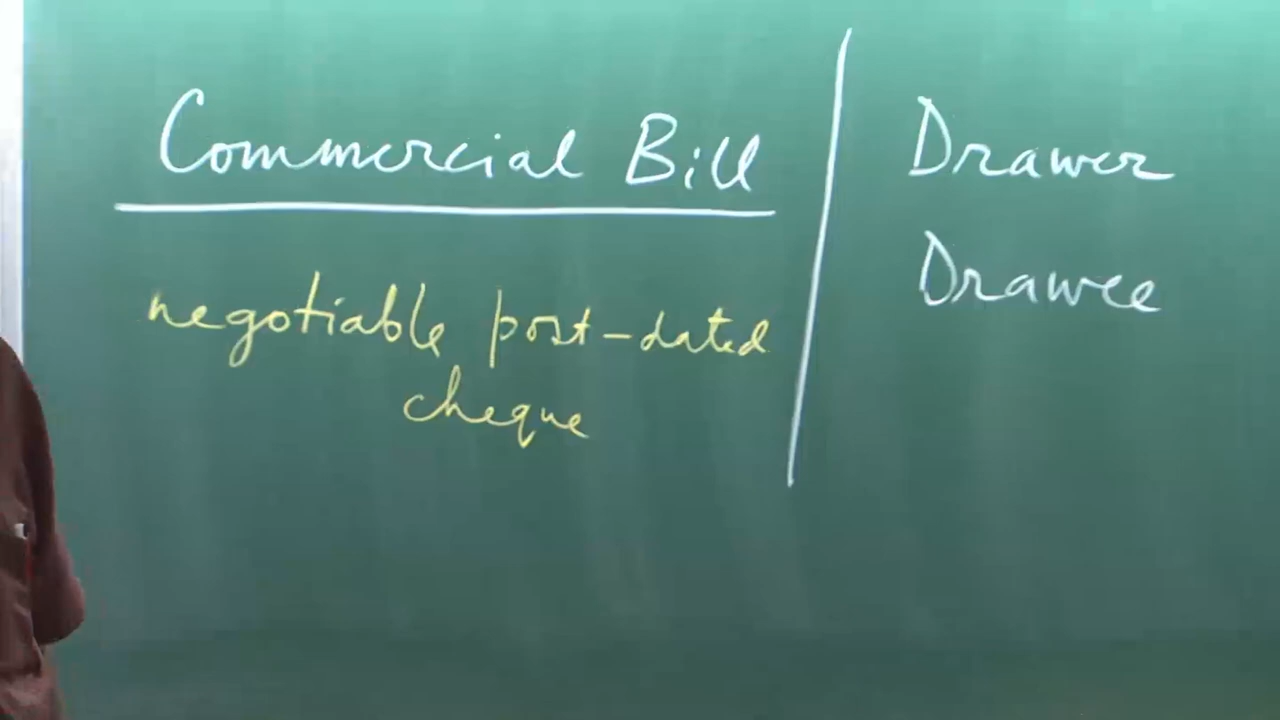 Commercial Bill
negotiable post-dated
cheque
Drawer
Drawee